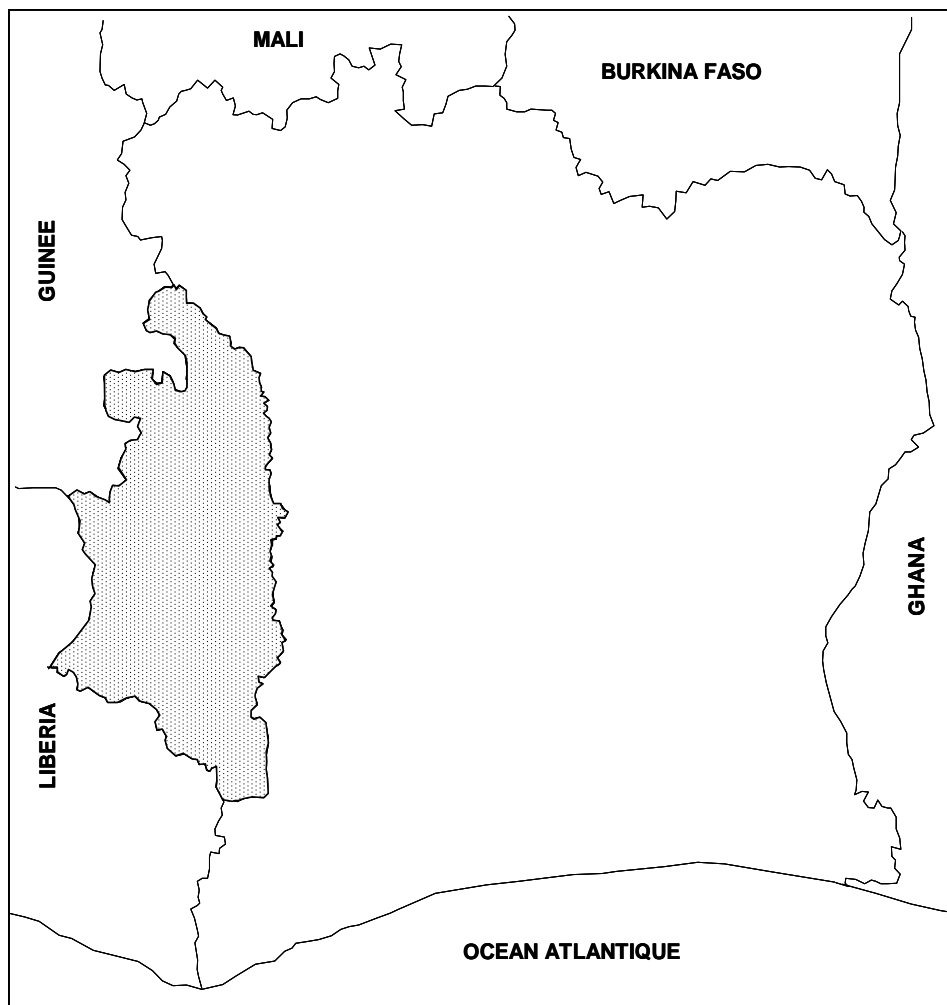 MALI
BURKINA FASO
GUINEE
GHANA
LIBERIA
OCEAN ATLANTIQUE